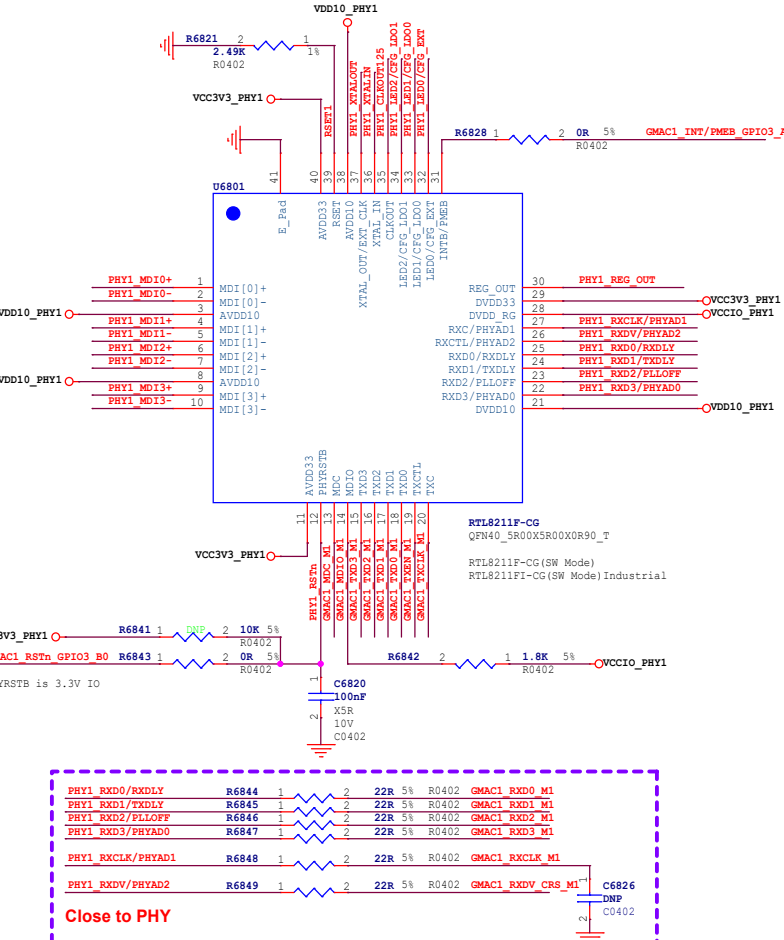 VDD10_PHY1
R6821 2 1
2.49K 1%
R0402
VCC3V3_PHY1
RSET1
PHY1_XTALOUT
PHY1_XTALIN
PHY1_CLKOUT125
PHY1_LED2/CFG_LDO1
PHY1_LED1/CFG_LDO0
PHY1_LED0/CFG_EXT
R6828 1 2 0R 5% GMAC1_INT/PMEB_GPIO3_A
R0402
41 40 39 38 37 36 35 34 33 32 31
U6801
E_Pad
AVDD33
RSET
AVDD10
XTAL_OUT/EXT_CLK
XTAL_IN
CLKOUT
LED2/CFG_LDO1
LED1/CFG_LDO0
LED0/CFG_EXT
INTB/PMEB
PHY1_MDI0+ 1 MDI[0]+
PHY1_MDI0- 2 MDI[0]-
VDD10_PHY1 3 AVDD10
PHY1_MDI1+ 4 MDI[1]+
PHY1_MDI1- 5 MDI[1]-
PHY1_MDI2+ 6 MDI[2]+
PHY1_MDI2- 7 MDI[2]-
VDD10_PHY1 8 AVDD10
PHY1_MDI3+ 9 MDI[3]+
PHY1_MDI3- 10 MDI[3]-
REG_OUT 30 PHY1_REG_OUT
DVDD33 29 VCC3V3_PHY1
DVDD_RG 28 VCCIO_PHY1
RXC/PHYAD1 27 PHY1_RXCLK/PHYAD1
RXCTL/PHYAD2 26 PHY1_RXDV/PHYAD2
RXD0/RXDLY 25 PHY1_RXD0/RXDLY
RXD1/TXDLY 24 PHY1_RXD1/TXDLY
RXD2/PLLOFF 23 PHY1_RXD2/PLLOFF
RXD3/PHYAD0 22 PHY1_RXD3/PHYAD0
DVDD10 21 VDD10_PHY1
AVDD33
PHYRSTB
MDC
MDIO
TXD3
TXD2
TXD1
TXD0
TXCTL
TXC
11 12 13 14 15 16 17 18 19 20
RTL8211F-CG
QFN40_5R00X5R00X0R90_T
RTL8211F-CG(SW Mode)
RTL8211FI-CG(SW Mode)Industrial
VCC3V3_PHY1
PHY1_RSTn
GMAC1_MDC_M1
GMAC1_MDIO_M1
GMAC1_TXD3_M1
GMAC1_TXD2_M1
GMAC1_TXD1_M1
GMAC1_TXD0_M1
GMAC1_TXEN_M1
GMAC1_TXCLK_M1
3V3_PHY1 R6841 1 DNP 2 10K 5%
R0402
AC1_RSTn_GPIO3_B0 R6843 1 2 0R 5%
R0402
YRSTB is 3.3V IO
R6842 2 1 1.8K 5% VCCIO_PHY1
R0402
1 C6820
100nF
X5R
2 10V
C0402
PHY1_RXD0/RXDLY R6844 1 2 22R 5% R0402 GMAC1_RXD0_M1
PHY1_RXD1/TXDLY R6845 1 2 22R 5% R0402 GMAC1_RXD1_M1
PHY1_RXD2/PLLOFF R6846 1 2 22R 5% R0402 GMAC1_RXD2_M1
PHY1_RXD3/PHYAD0 R6847 1 2 22R 5% R0402 GMAC1_RXD3_M1
PHY1_RXCLK/PHYAD1 R6848 1 2 22R 5% R0402 GMAC1_RXCLK_M1
PHY1_RXDV/PHYAD2 R6849 1 2 22R 5% R0402 GMAC1_RXDV_CRS_M1
1 C6826
DNP
2 C0402
Close to PHY